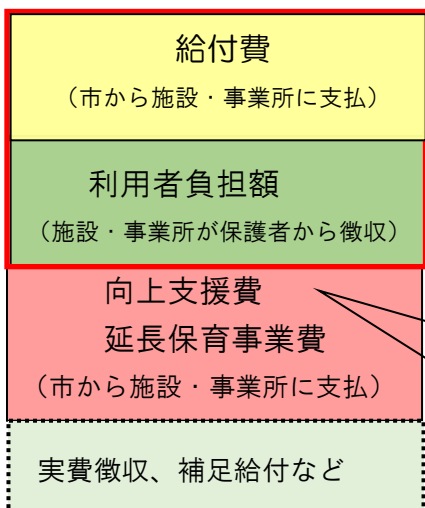 給付費
（市から施設・事業所に支払）
利用者負担額
（施設・事業所が保護者から徴収）
向上支援費
延長保育事業費
（市から施設・事業所に支払）
実費徴収、補足給付など